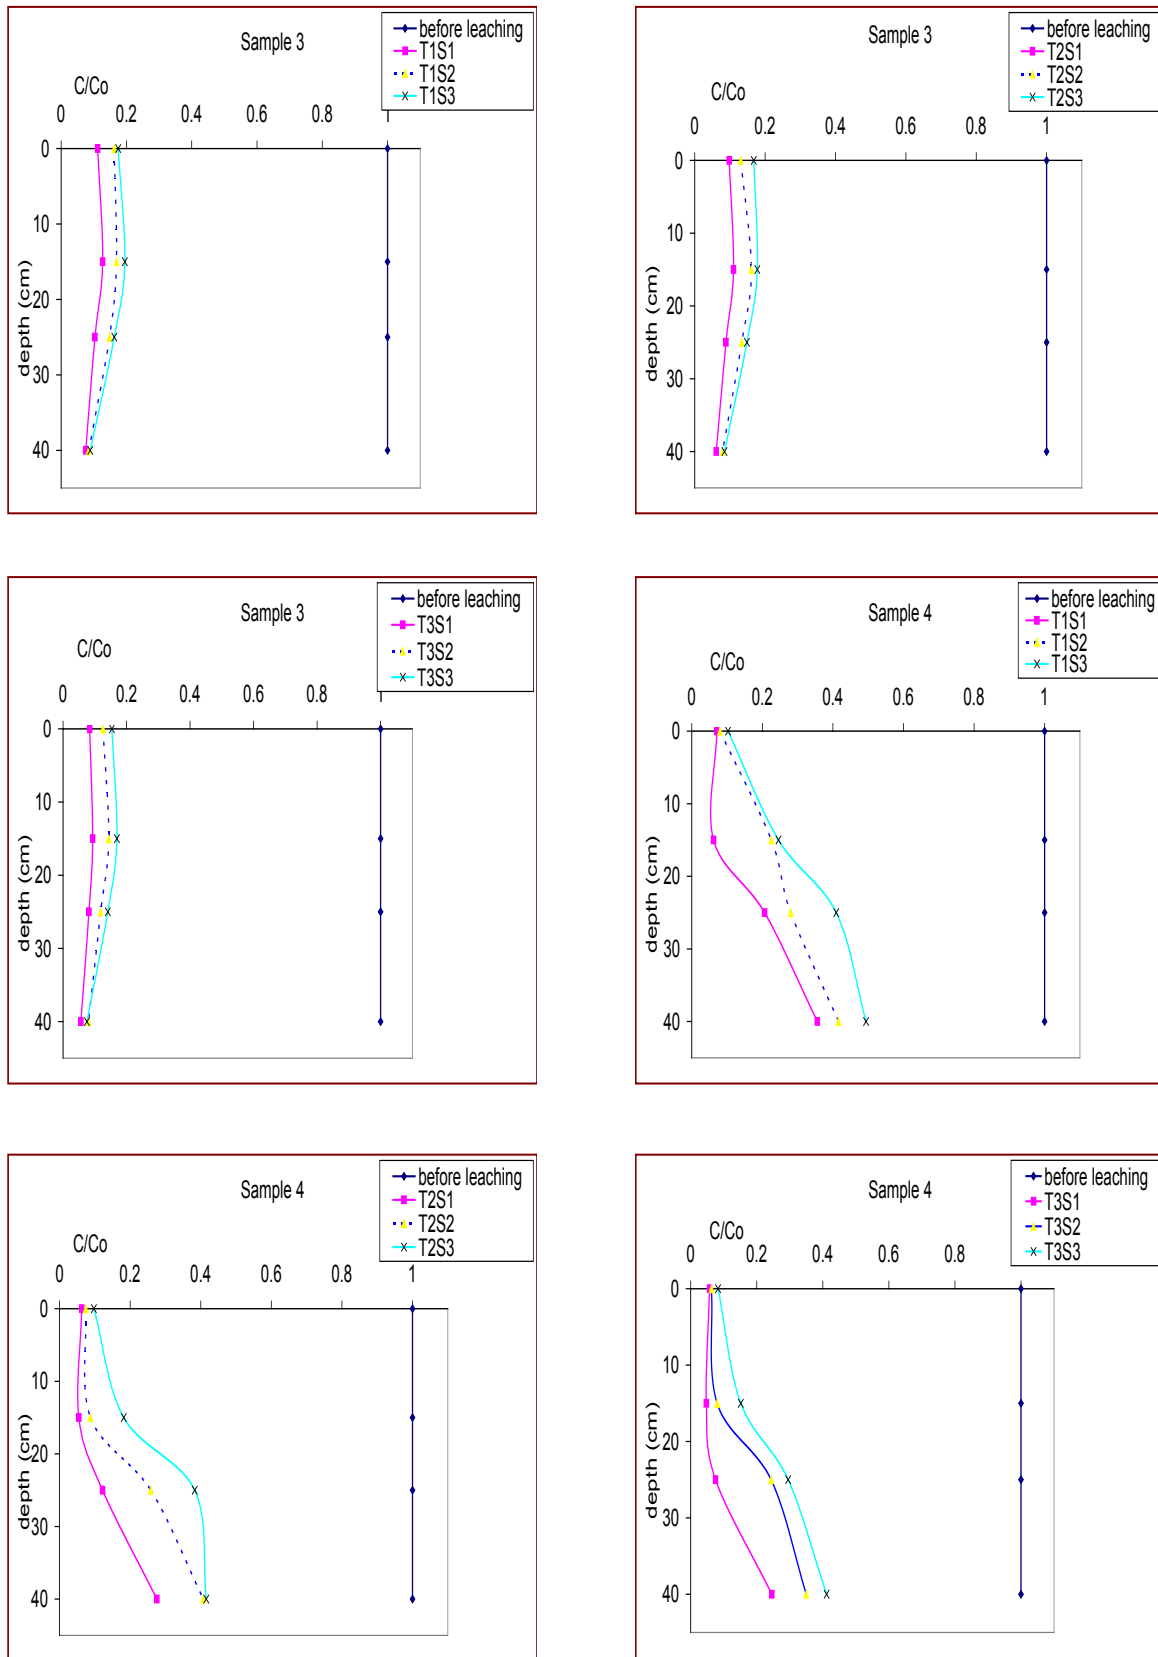 Sample 3
before leaching
T1S1
T1S2
T1S3
C/Co
0 0.2 0.4 0.6 0.8 1
0
10
20
30
40
depth (cm)
Sample 3
before leaching
T2S1
T2S2
T2S3
C/Co
0 0.2 0.4 0.6 0.8 1
0
10
20
30
40
depth (cm)
Sample 3
before leaching
T3S1
T3S2
T3S3
C/Co
0 0.2 0.4 0.6 0.8
0
10
20
30
40
depth (cm)
Sample 4
before leaching
T1S1
T1S2
T1S3
C/Co
0 0.2 0.4 0.6 0.8 1
0
10
20
30
40
depth (cm)
Sample 4
before leaching
T2S1
T2S2
T2S3
C/Co
0 0.2 0.4 0.6 0.8 1
0
10
20
30
40
depth (cm)
Sample 4
before leaching
T3S1
T3S2
T3S3
C/Co
0 0.2 0.4 0.6 0.8
0
10
20
30
40
depth (cm)